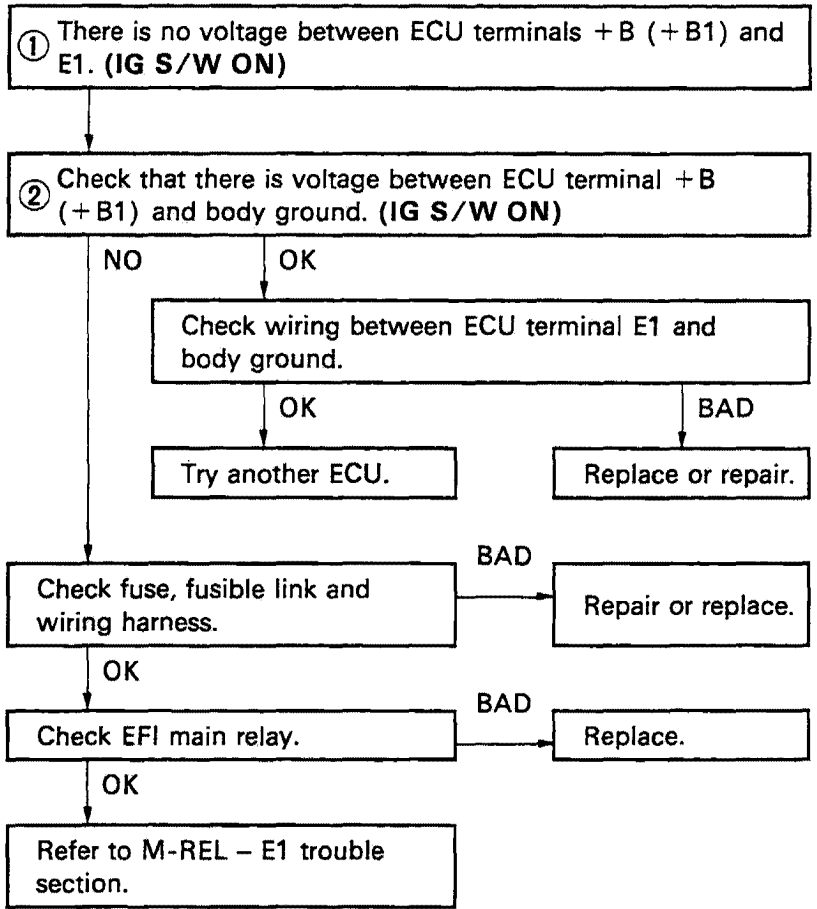 ① There is no voltage between ECU terminals +B (+B1) and
E1. (IG S/W ON)
② Check that there is voltage between ECU terminal +B
(+B1) and body ground. (IG S/W ON)
NO
OK
Check wiring between ECU terminal E1 and
body ground.
OK
BAD
Try another ECU.
Replace or repair.
Check fuse, fusible link and
wiring harness.
BAD
Repair or replace.
OK
Check EFI main relay.
BAD
Replace.
OK
Refer to M-REL – E1 trouble
section.